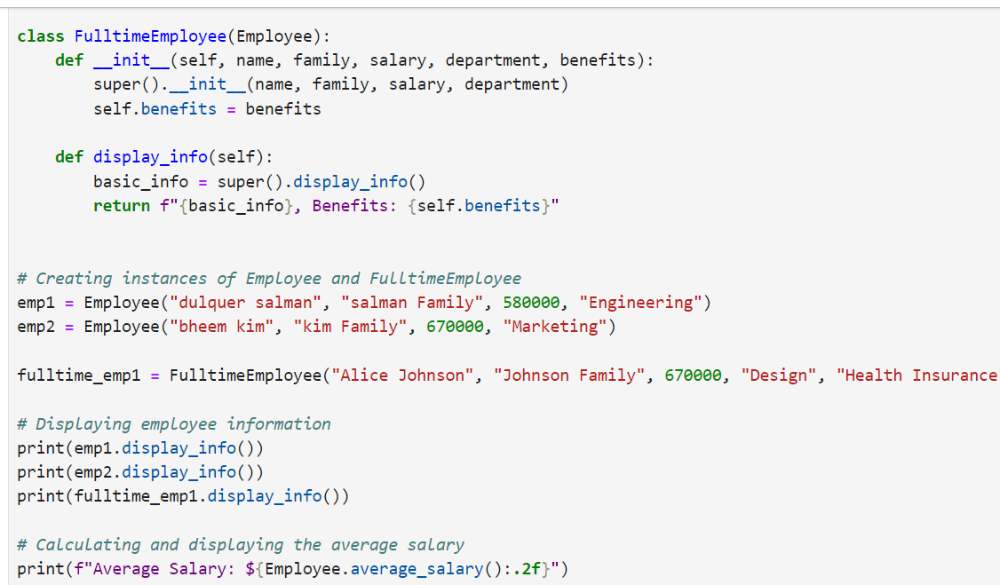 class FulltimeEmployee(Employee):
    def __init__(self, name, family, salary, department, benefits):
        super().__init__(name, family, salary, department)
        self.benefits = benefits

    def display_info(self):
        basic_info = super().display_info()
        return f"{basic_info}, Benefits: {self.benefits}"


# Creating instances of Employee and FulltimeEmployee
emp1 = Employee("dulquer salman", "salman Family", 580000, "Engineering")
emp2 = Employee("bheem kim", "kim Family", 670000, "Marketing")

fulltime_emp1 = FulltimeEmployee("Alice Johnson", "Johnson Family", 670000, "Design", "Health Insurance

# Displaying employee information
print(emp1.display_info())
print(emp2.display_info())
print(fulltime_emp1.display_info())

# Calculating and displaying the average salary
print(f"Average Salary: ${Employee.average_salary():.2f}")